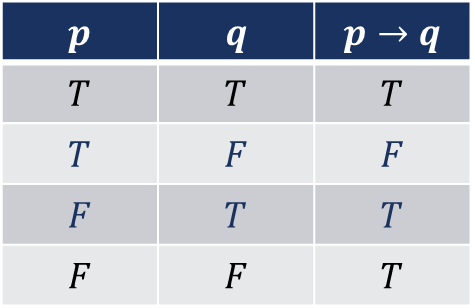 p q p → q
T T T
T F F
F T T
F F T